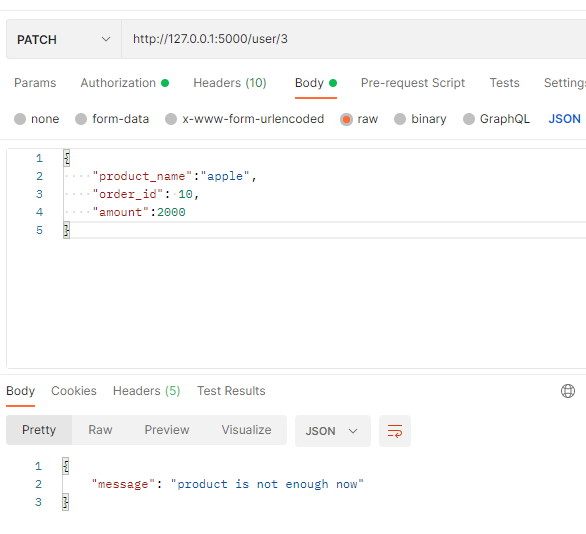 PATCH http://127.0.0.1:5000/user/3
Params Authorization Headers (10) Body Pre-request Script Tests Settings
none form-data x-www-form-urlencoded raw binary GraphQL JSON
1 {
2 "product_name":"apple",
3 "order_id": 10,
4 "amount":2000
5 }
Body Cookies Headers (5) Test Results
Pretty Raw Preview Visualize JSON
1 {
2 "message": "product is not enough now"
3 }